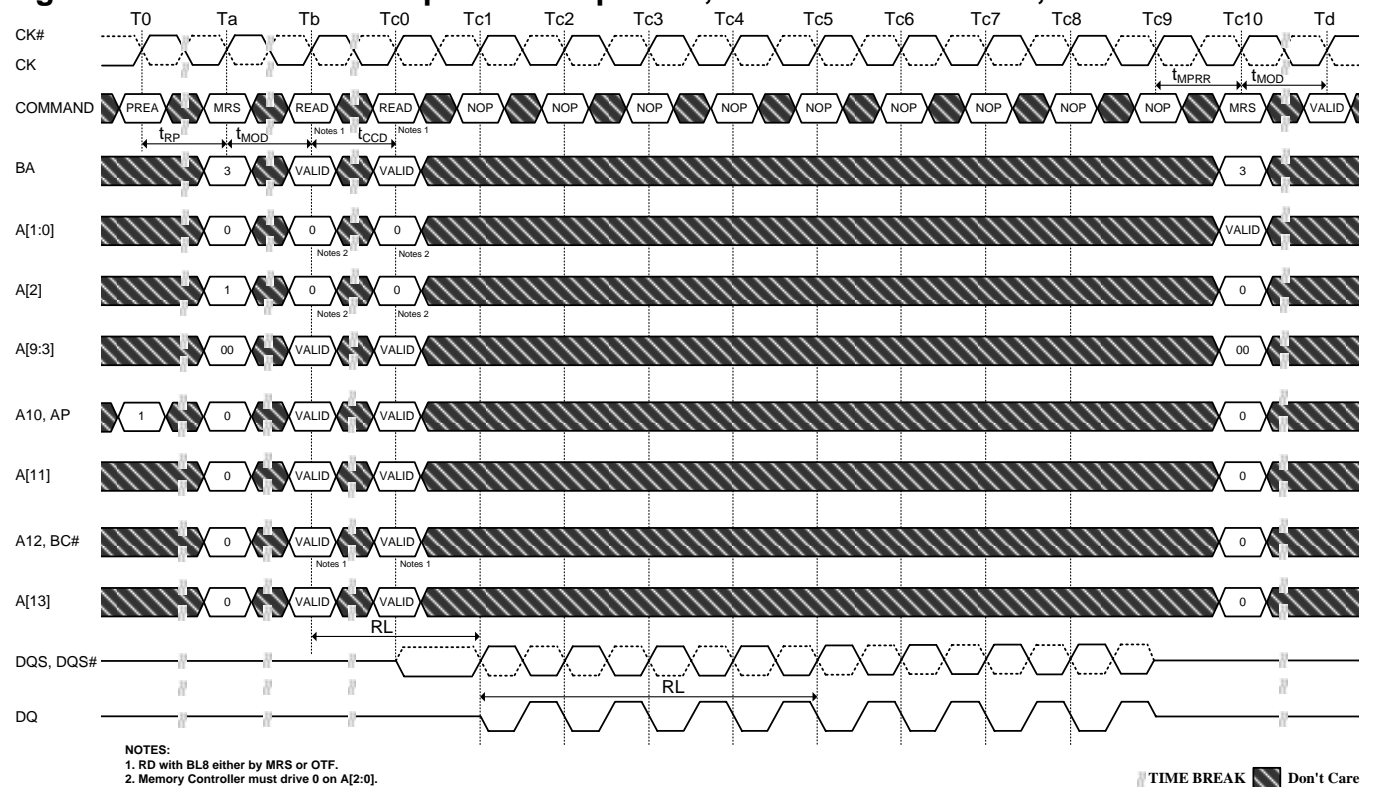 T0 Ta Tb Tc0 Tc1 Tc2 Tc3 Tc4 Tc5 Tc6 Tc7 Tc8 Tc9 Tc10 Td
CK#
CK
tMPRR tMOD
COMMAND PREA MRS READ READ NOP NOP NOP NOP NOP NOP NOP NOP NOP MRS VALID
Notes 1 Notes 1
tRP tMOD tCCD
BA 3 VALID VALID 3
A[1:0] 0 0 0 VALID
Notes 2 Notes 2
A[2] 1 0 0 0
Notes 2 Notes 2
A[9:3] 00 VALID VALID 00
A10, AP 1 0 VALID VALID 0
A[11] 0 VALID VALID 0
A12, BC# 0 VALID VALID 0
Notes 1 Notes 1
A[13] 0 VALID VALID 0
RL
DQS, DQS#
RL
DQ
NOTES:
1. RD with BL8 either by MRS or OTF.
2. Memory Controller must drive 0 on A[2:0].
TIME BREAK Don't Care